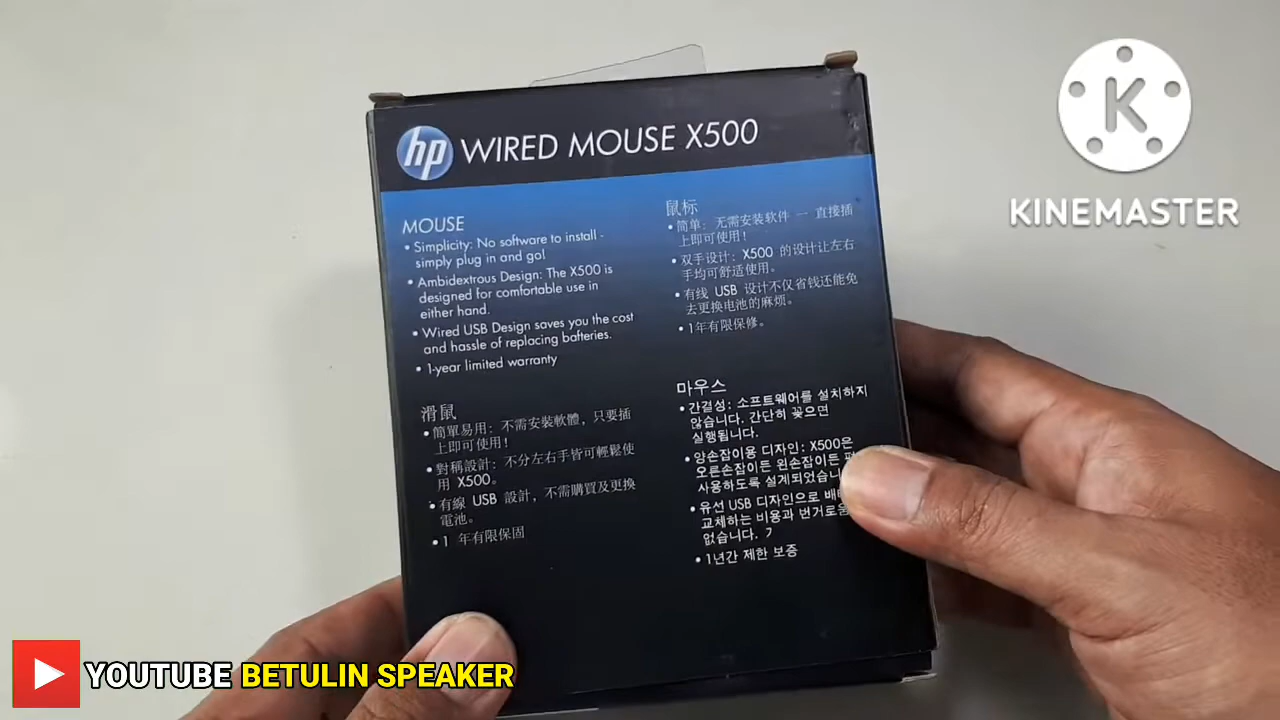 hp WIRED MOUSE X500
MOUSE
• Simplicity: No software to install -
simply plug in and go!
• Ambidextrous Design: The X500 is
designed for comfortable use in
either hand.
• Wired USB Design saves you the cost
and hassle of replacing batteries.
• 1-year limited warranty
鼠标
• 简单: 无需安装软件 一 直接插
上即可使用!
• 双手设计: X500 的设计让左右
手均可舒适使用。
• 有线 USB 设计不仅省钱还能免
去更换电池的麻烦。
• 1年有限保修。
滑鼠
• 簡單易用: 不需安裝軟體, 只要插
上即可使用!
• 對稱設計: 不分左右手皆可輕鬆使
用 X500。
• 有線 USB 設計, 不需購買及更換
電池。
• 1 年有限保固
마우스
• 간결성: 소프트웨어를 설치하지
않습니다. 간단히 꽂으면
실행됩니다.
• 양손잡이용 디자인: X500은
오른손잡이든 왼손잡이든
사용하도록 설계되었습니
• 유선 USB 디자인으로
교체하는 비용과 번거로움
없습니다. 7
• 1년간 제한 보증
K
KINEMASTER
YOUTUBE BETULIN SPEAKER